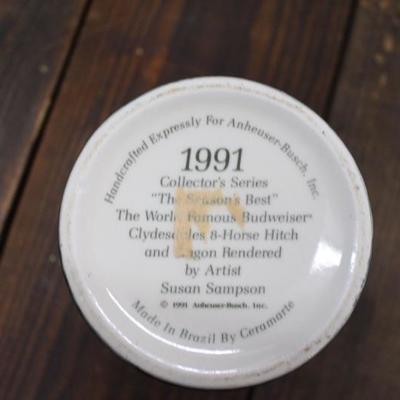 Handcrafted Expressly For Anheuser-Busch, Inc.
1991
Collector's Series
"The Season's Best"
The World Famous Budweiser®
Clydesdales 8-Horse Hitch
and Wagon Rendered
by Artist
Susan Sampson
© 1991 Anheuser-Busch, Inc.
Made In Brazil By Ceramarte